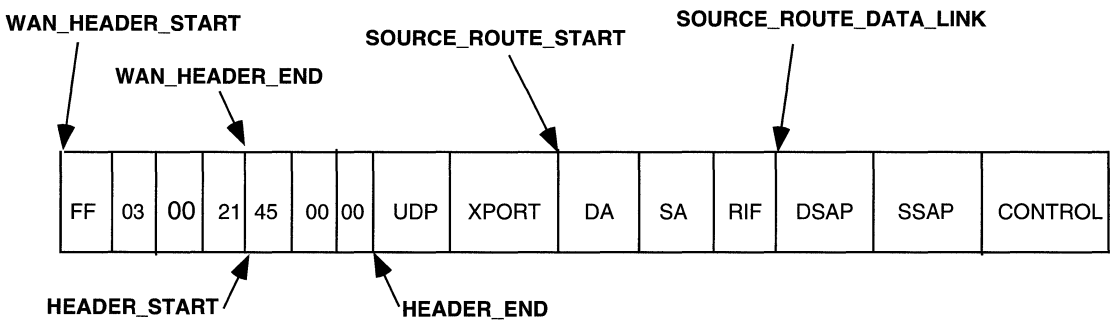 WAN_HEADER_START
SOURCE_ROUTE_START
SOURCE_ROUTE_DATA_LINK
WAN_HEADER_END
FF 03 00 21 45 00 00 UDP XPORT DA SA RIF DSAP SSAP CONTROL
HEADER_START
HEADER_END